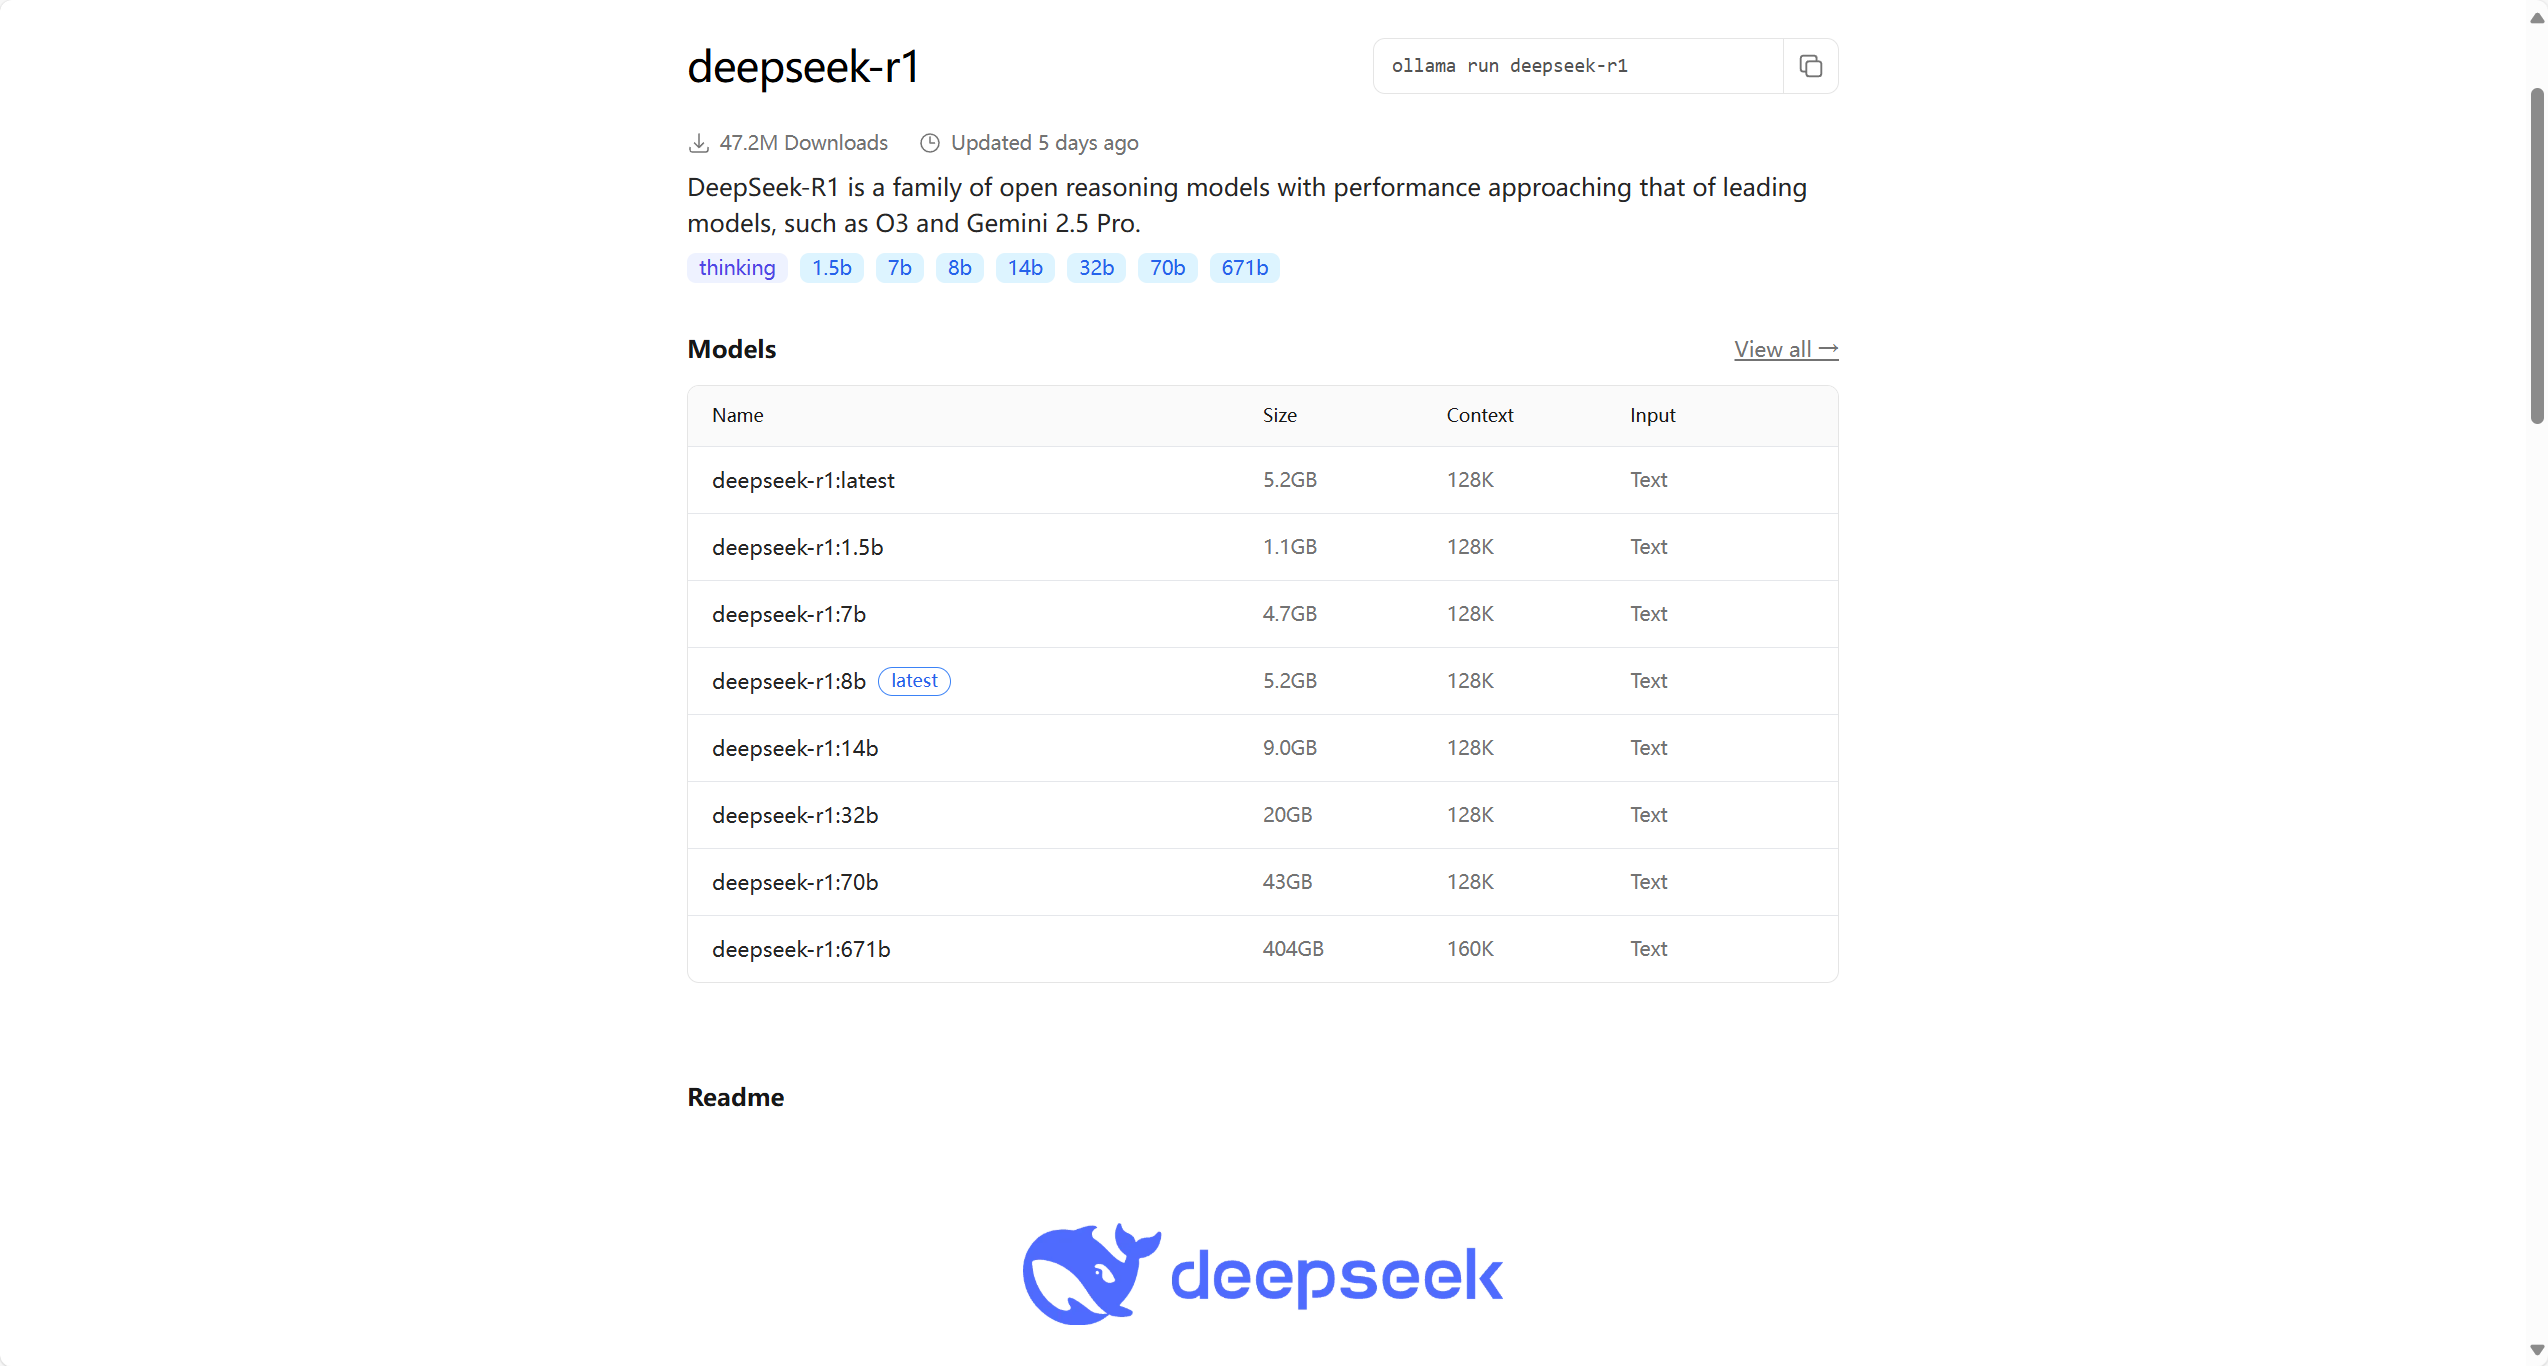 deepseek-r1
ollama run deepseek-r1
47.2M Downloads Updated 5 days ago
DeepSeek-R1 is a family of open reasoning models with performance approaching that of leading
models, such as O3 and Gemini 2.5 Pro.
thinking 1.5b 7b 8b 14b 32b 70b 671b
Models View all →
Name Size Context Input
deepseek-r1:latest 5.2GB 128K Text
deepseek-r1:1.5b 1.1GB 128K Text
deepseek-r1:7b 4.7GB 128K Text
deepseek-r1:8b latest 5.2GB 128K Text
deepseek-r1:14b 9.0GB 128K Text
deepseek-r1:32b 20GB 128K Text
deepseek-r1:70b 43GB 128K Text
deepseek-r1:671b 404GB 160K Text
Readme
deepseek